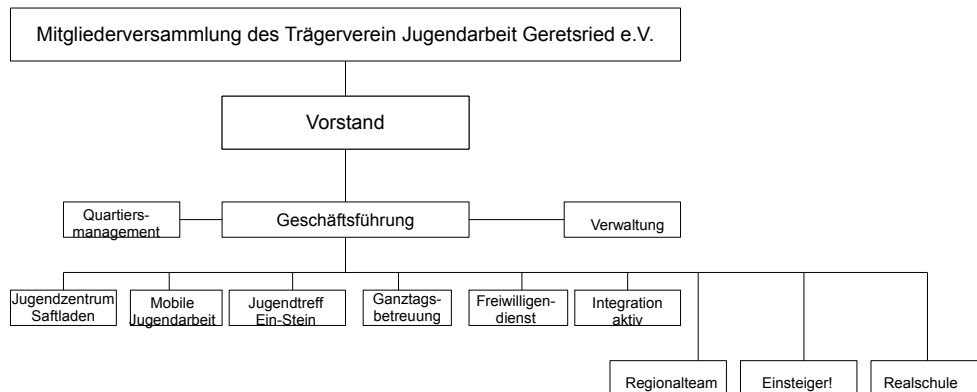 Mitgliederversammlung des Trägerverein Jugendarbeit Geretsried e.V.
Vorstand
Quartiers-
management
Geschäftsführung
Verwaltung
Jugendzentrum
Saftladen
Mobile
Jugendarbeit
Jugendtreff
Ein-Stein
Ganztags-
betreuung
Freiwilligen-
dienst
Integration
aktiv
Regionalteam
Einsteiger!
Realschule